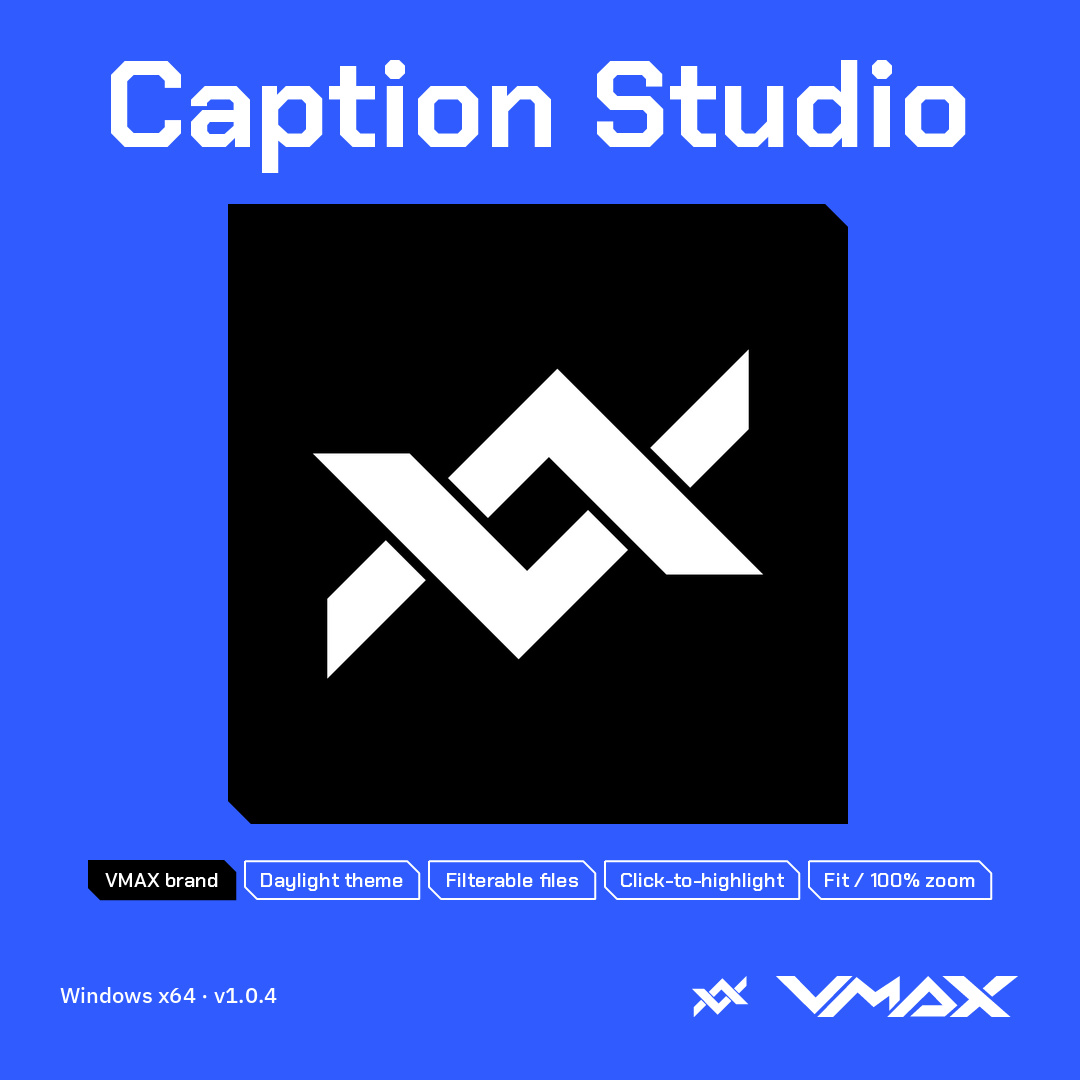 Caption Studio
VMAX brand
Daylight theme
Filterable files
Click-to-highlight
Fit / 100% zoom
Windows x64 · v1.0.4
VMAX